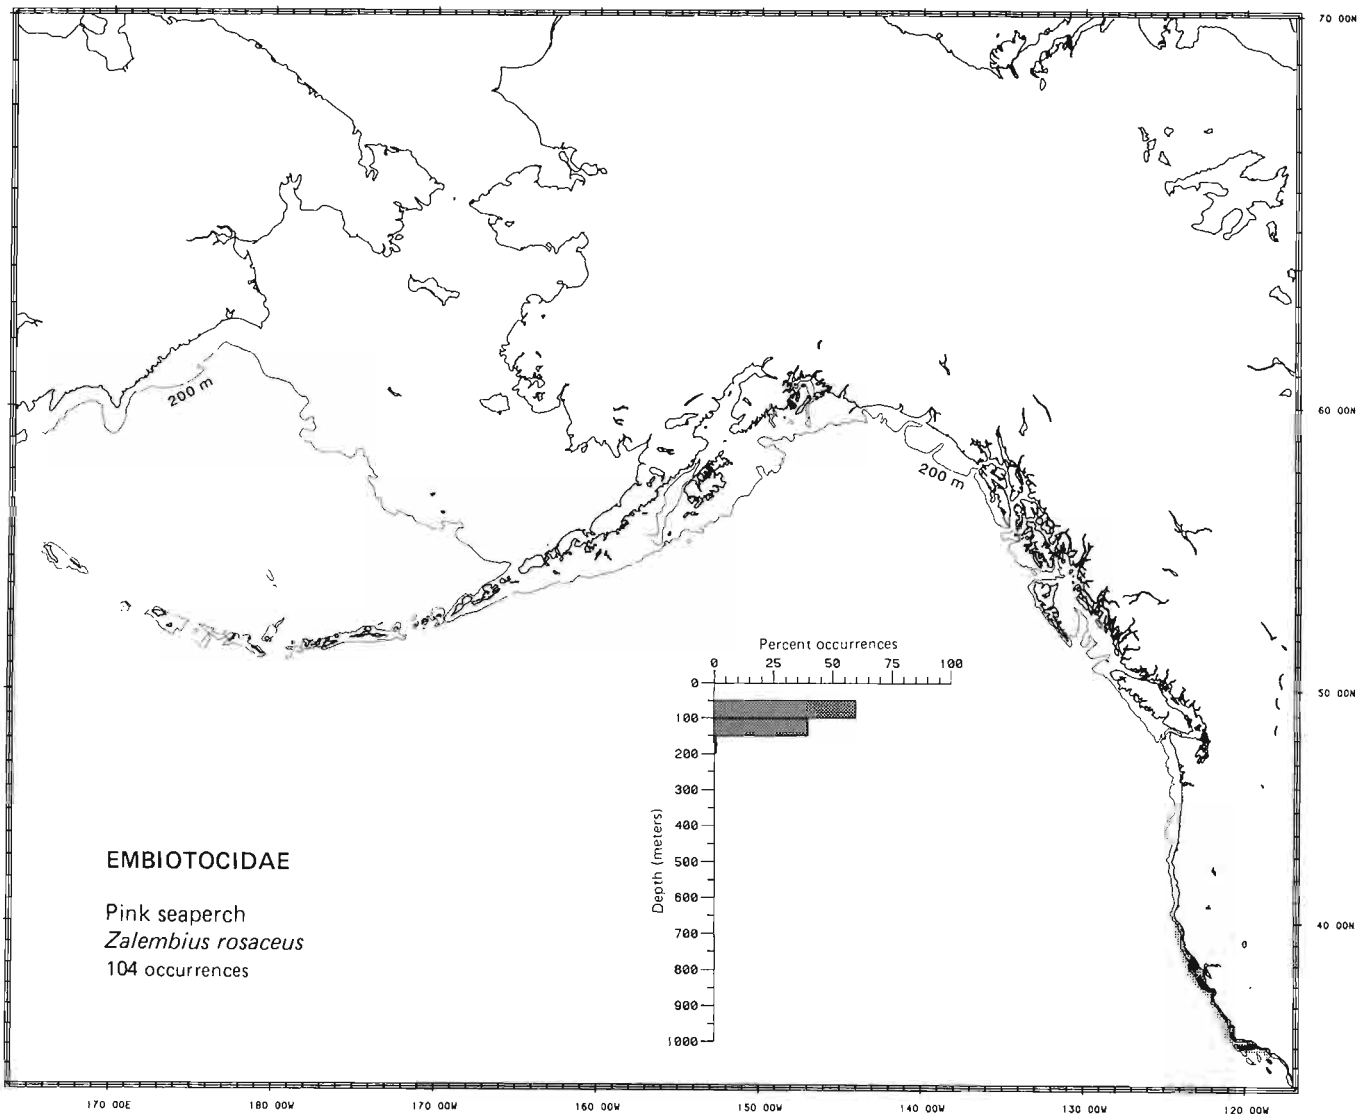 70 00N
200 m
60 00N
200 m
Percent occurrences
0 25 50 75 100
0
100
200
300
400
500
600
700
800
900
1000
Depth (meters)
50 00N
40 00N
EMBIOTOCIDAE
Pink seaperch
Zalembius rosaceus
104 occurrences
170 00E 180 00W 170 00W 160 00W 150 00W 140 00W 130 00W 120 00W